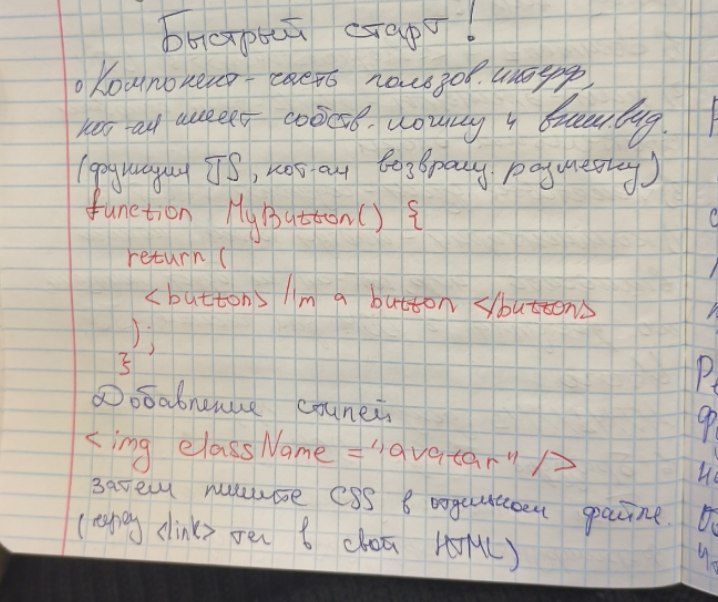 Быстрый старт!
Компонент - часть пользов. интерф,
кот-ая имеет собств. логику и внеш.вид.
(функция JS, кот-ая возвращ. разметку)
function MyButton() {
return (
<button> I'm a button </button>
);
}
Добавление стилей
<img className = "avatar" />
затем пишите CSS в отдельном файле.
(через <link> тег в свой HTML)